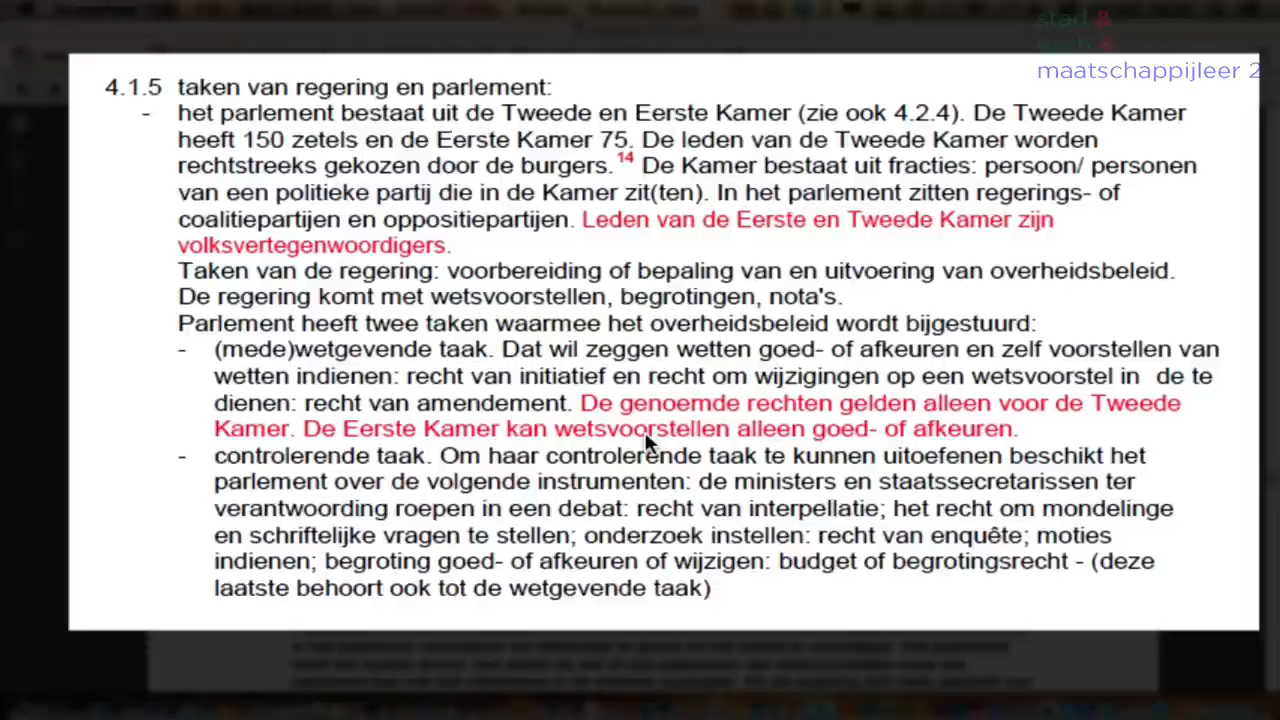 stad &
maatschappijleer 2
4.1.5 taken van regering en parlement:
- het parlement bestaat uit de Tweede en Eerste Kamer (zie ook 4.2.4). De Tweede Kamer
heeft 150 zetels en de Eerste Kamer 75. De leden van de Tweede Kamer worden
rechtstreeks gekozen door de burgers.14 De Kamer bestaat uit fracties: persoon/ personen
van een politieke partij die in de Kamer zit(ten). In het parlement zitten regerings- of
coalitiepartijen en oppositiepartijen. Leden van de Eerste en Tweede Kamer zijn
volksvertegenwoordigers.
Taken van de regering: voorbereiding of bepaling van en uitvoering van overheidsbeleid.
De regering komt met wetsvoorstellen, begrotingen, nota's.
Parlement heeft twee taken waarmee het overheidsbeleid wordt bijgestuurd:
- (mede)wetgevende taak. Dat wil zeggen wetten goed- of afkeuren en zelf voorstellen van
wetten indienen: recht van initiatief en recht om wijzigingen op een wetsvoorstel in de te
dienen: recht van amendement. De genoemde rechten gelden alleen voor de Tweede
Kamer. De Eerste Kamer kan wetsvoorstellen alleen goed- of afkeuren.
- controlerende taak. Om haar controlerende taak te kunnen uitoefenen beschikt het
parlement over de volgende instrumenten: de ministers en staatssecretarissen ter
verantwoording roepen in een debat: recht van interpellatie; het recht om mondelinge
en schriftelijke vragen te stellen; onderzoek instellen: recht van enquête; moties
indienen; begroting goed- of afkeuren of wijzigen: budget of begrotingsrecht - (deze
laatste behoort ook tot de wetgevende taak)